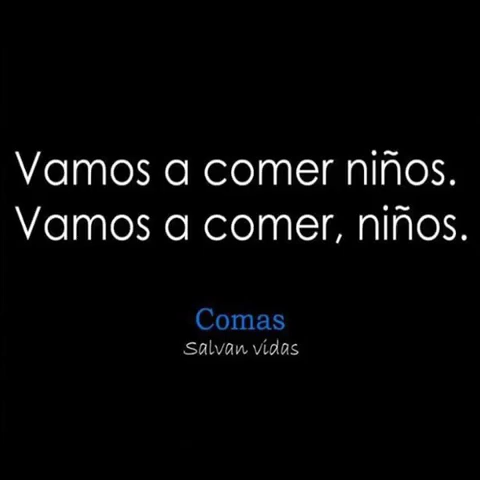 Vamos a comer niños.
Vamos a comer, niños.
Comas
Salvan vidas